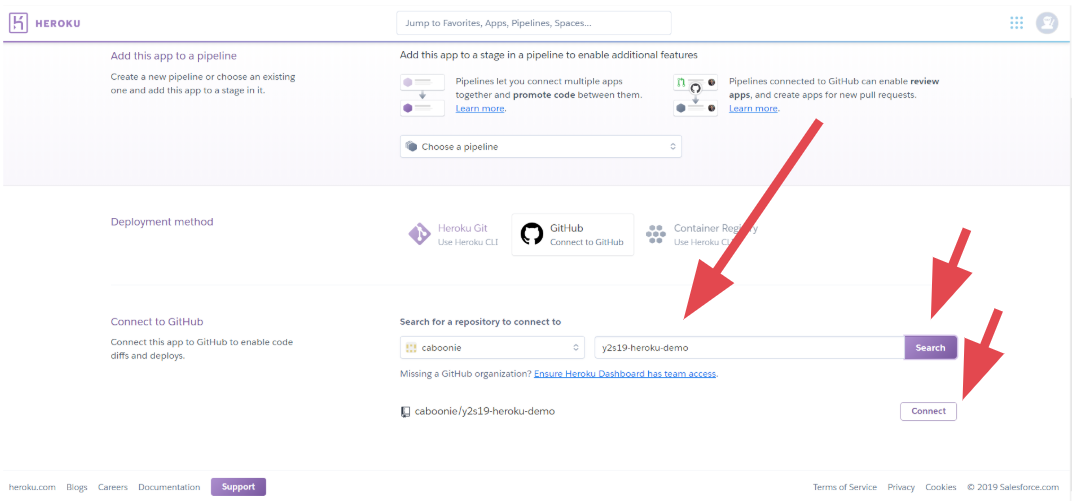 HEROKU
Jump to Favorites, Apps, Pipelines, Spaces...
Add this app to a pipeline
Create a new pipeline or choose an existing
one and add this app to a stage in it.
Add this app to a stage in a pipeline to enable additional features
Pipelines let you connect multiple apps
together and promote code between them.
Learn more.
Pipelines connected to GitHub can enable review
apps, and create apps for new pull requests.
Learn more.
Choose a pipeline
Deployment method
Heroku Git
Use Heroku CLI
GitHub
Connect to GitHub
Container Registry
Use Heroku CLI
Connect to GitHub
Connect this app to GitHub to enable code
diffs and deploys.
Search for a repository to connect to
caboonie
y2s19-heroku-demo
Search
Missing a GitHub organization? Ensure Heroku Dashboard has team access.
caboonie/y2s19-heroku-demo
Connect
heroku.com Blogs Careers Documentation Support
Terms of Service Privacy Cookies © 2019 Salesforce.com